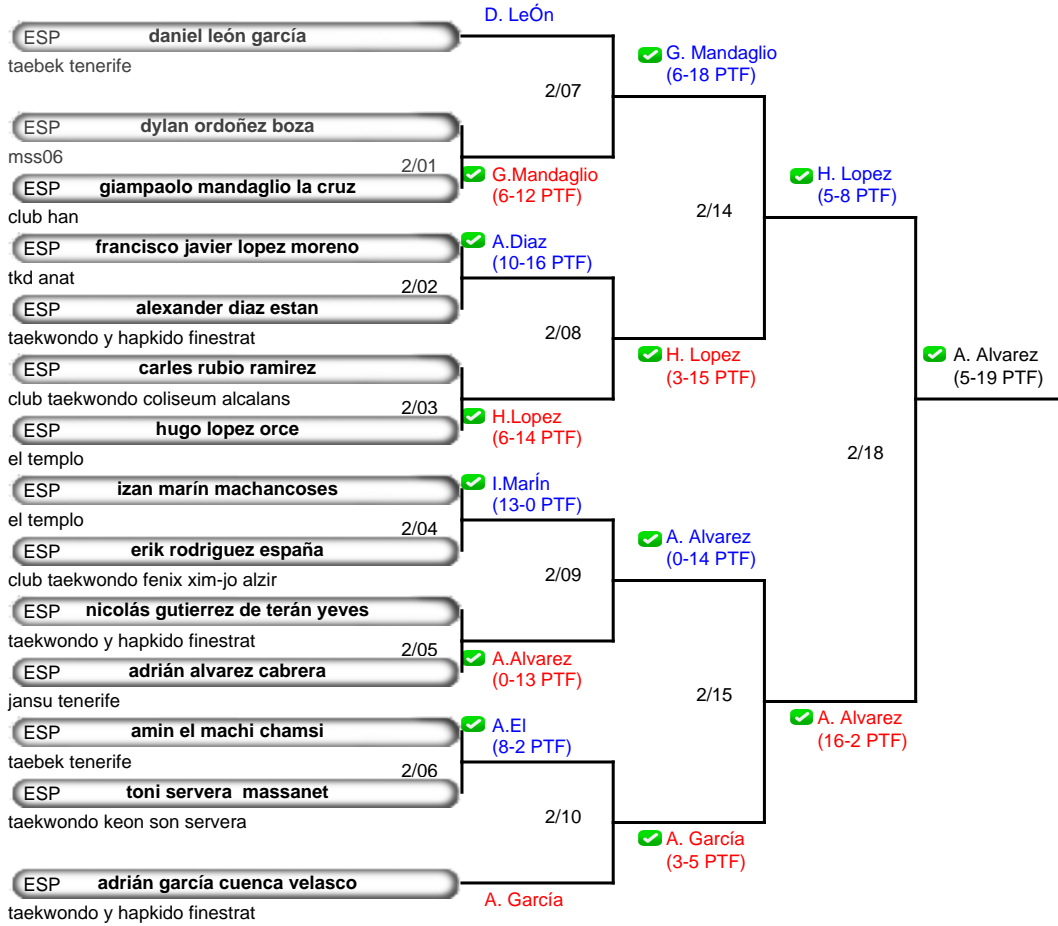 D. LeÓn
ESP daniel león garcía
taebek tenerife
G. Mandaglio
(6-18 PTF)
2/07
ESP dylan ordoñez boza
mss06
2/01
ESP giampaolo mandaglio la cruz
club han
G.Mandaglio
(6-12 PTF)
H. Lopez
(5-8 PTF)
2/14
ESP francisco javier lopez moreno
tkd anat
A.Diaz
(10-16 PTF)
2/02
ESP alexander diaz estan
taekwondo y hapkido finestrat
2/08
H. Lopez
(3-15 PTF)
A. Alvarez
(5-19 PTF)
ESP carles rubio ramirez
club taekwondo coliseum alcalans
2/03
ESP hugo lopez orce
el templo
H.Lopez
(6-14 PTF)
2/18
ESP izan marín machancoses
el templo
I.MarÍn
(13-0 PTF)
2/04
ESP erik rodriguez españa
club taekwondo fenix xim-jo alzir
A. Alvarez
(0-14 PTF)
2/09
ESP nicolás gutierrez de terán yeves
taekwondo y hapkido finestrat
2/05
ESP adrián alvarez cabrera
jansu tenerife
A.Alvarez
(0-13 PTF)
2/15
A. Alvarez
(16-2 PTF)
ESP amin el machi chamsi
taebek tenerife
A.El
(8-2 PTF)
2/06
ESP toni servera massanet
taekwondo keon son servera
2/10
A. García
(3-5 PTF)
ESP adrián garcía cuenca velasco
taekwondo y hapkido finestrat
A. García